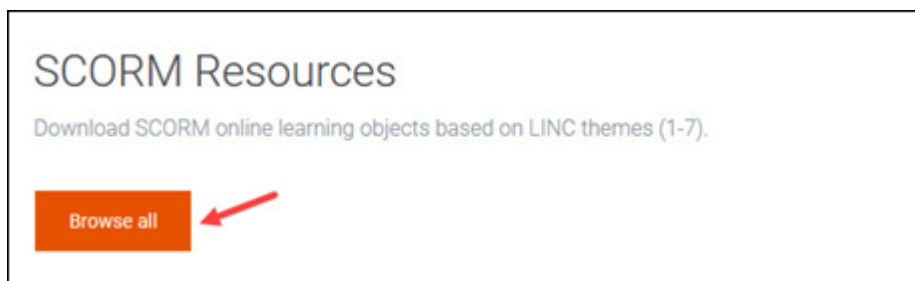 SCORM Resources
Download SCORM online learning objects based on LINC themes (1-7).
Browse all